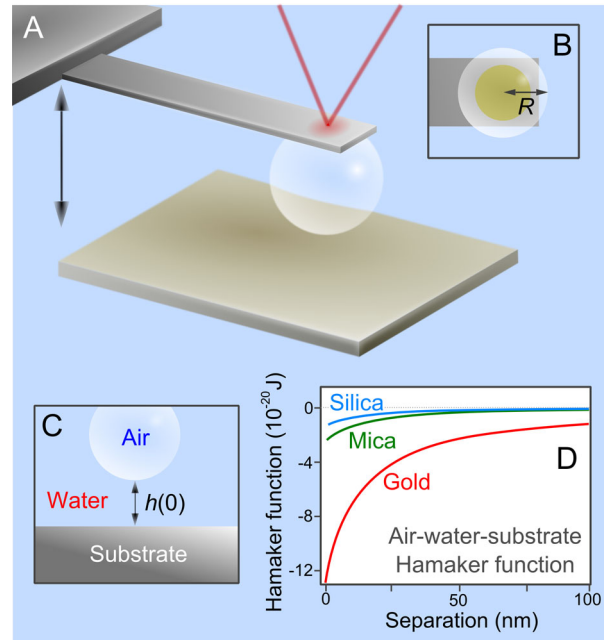 A
B
R
C
Air
Water
h(0)
Substrate
Hamaker function (10⁻²⁰J)
0
-4
-8
-12
Silica
Mica
Gold
D
Air-water-substrate
Hamaker function
0
50
100
Separation (nm)